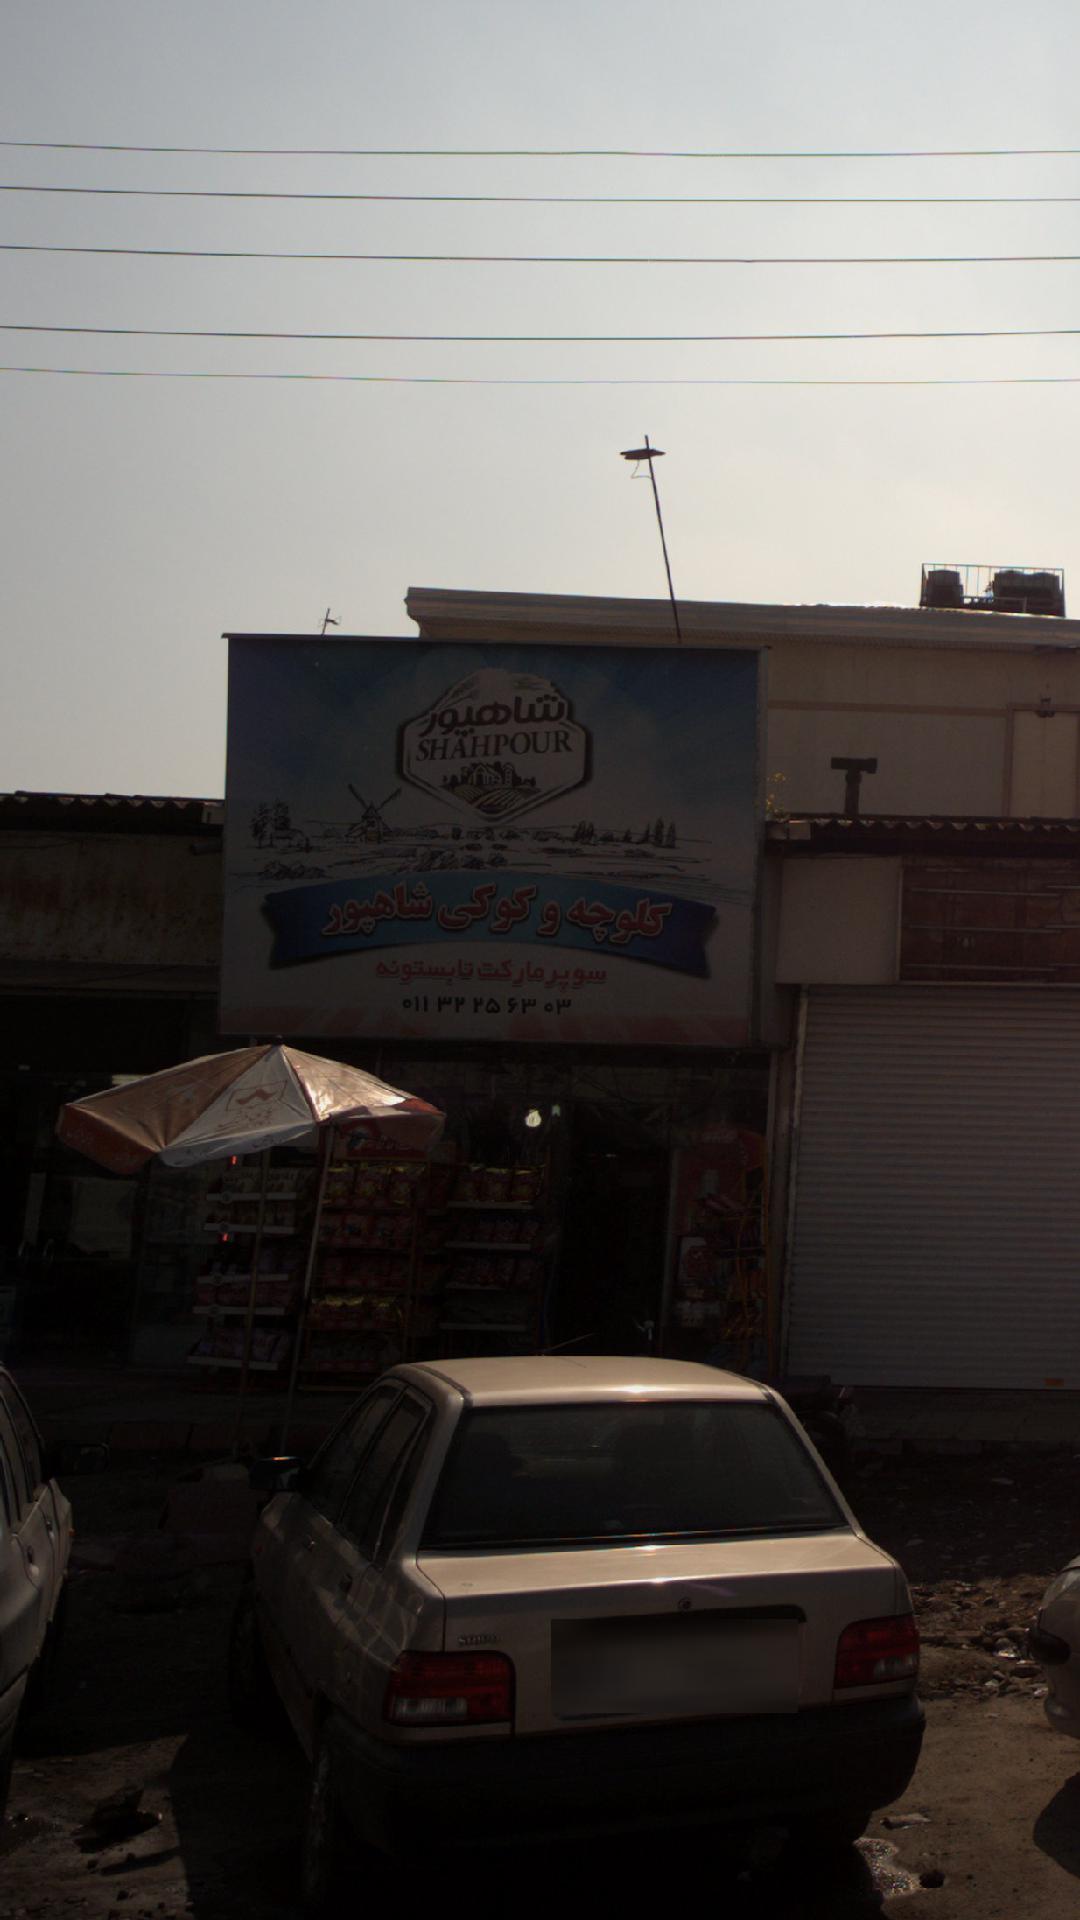 شاهپور
SHAHPOUR
کلوچه و کوکی شاهپور
سوپرمارکت تابستونه
۰۱۱ ۳۲ ۲۵ ۶۳ ۰۳